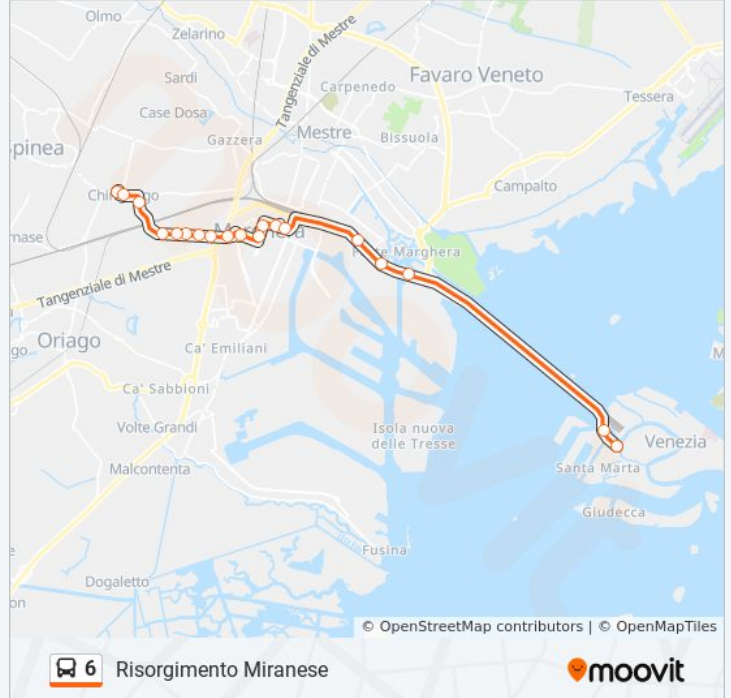 Olmo
Zelarino
Tangenziale di Mestre
Favaro Veneto
Sardi
Carpenedo
Tessera
Case Dosa
Mestre
Bissuola
Gazzera
Spinea
Campalto
Marghera
Tangenziale di Mestre
Oriago
Ca' Emiliani
Ca' Sabbioni
Volte Grandi
Isola nuova
delle Tresse
Venezia
Santa Marta
Malcontenta
Giudecca
Fusina
Dogaletto
© OpenStreetMap contributors | © OpenMapTiles
6 Risorgimento Miranese
moovit